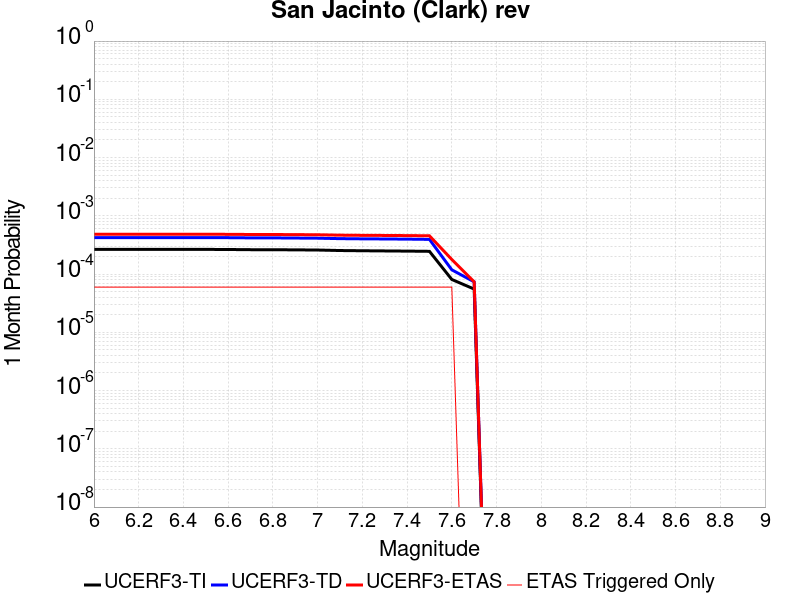 San Jacinto (Clark) rev
10^0
10^-1
10^-2
10^-3
10^-4
10^-5
10^-6
10^-7
10^-8
1 Month Probability
6 6.2 6.4 6.6 6.8 7 7.2 7.4 7.6 7.8 8 8.2 8.4 8.6 8.8 9
Magnitude
UCERF3-TI UCERF3-TD UCERF3-ETAS ETAS Triggered Only